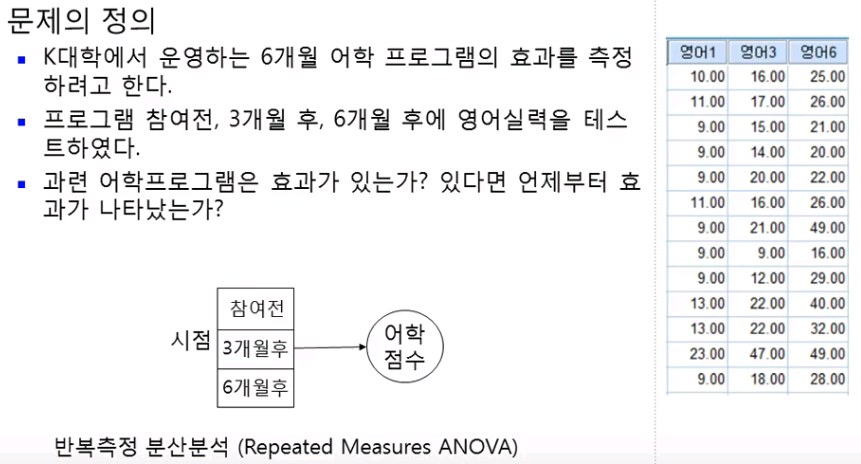 문제의 정의
▪ K대학에서 운영하는 6개월 어학 프로그램의 효과를 측정
하려고 한다.
▪ 프로그램 참여전, 3개월 후, 6개월 후에 영어실력을 테스
트하였다.
▪ 과련 어학프로그램은 효과가 있는가? 있다면 언제부터 효
과가 나타났는가?
시점
참여전
3개월후
6개월후
어학
점수
반복측정 분산분석 (Repeated Measures ANOVA)
영어1 영어3 영어6
10.00 16.00 25.00
11.00 17.00 26.00
9.00 15.00 21.00
9.00 14.00 20.00
9.00 20.00 22.00
11.00 16.00 26.00
9.00 21.00 49.00
9.00 9.00 16.00
9.00 12.00 29.00
13.00 22.00 40.00
13.00 22.00 32.00
23.00 47.00 49.00
9.00 18.00 28.00